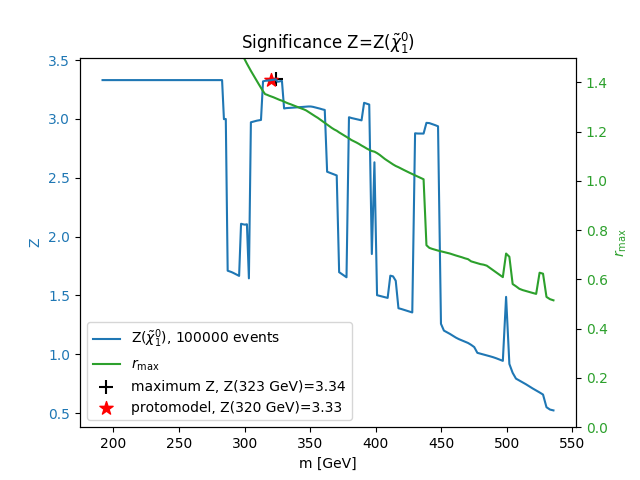 Significance Z=Z(χ̃₁⁰)
3.5
3.0
2.5
2.0
1.5
1.0
0.5
Z
1.4
1.2
1.0
0.8
0.6
0.4
0.2
0.0
r_max
Z(χ̃₁⁰), 100000 events
r_max
maximum Z, Z(323 GeV)=3.34
protomodel, Z(320 GeV)=3.33
200 250 300 350 400 450 500 550
m [GeV]